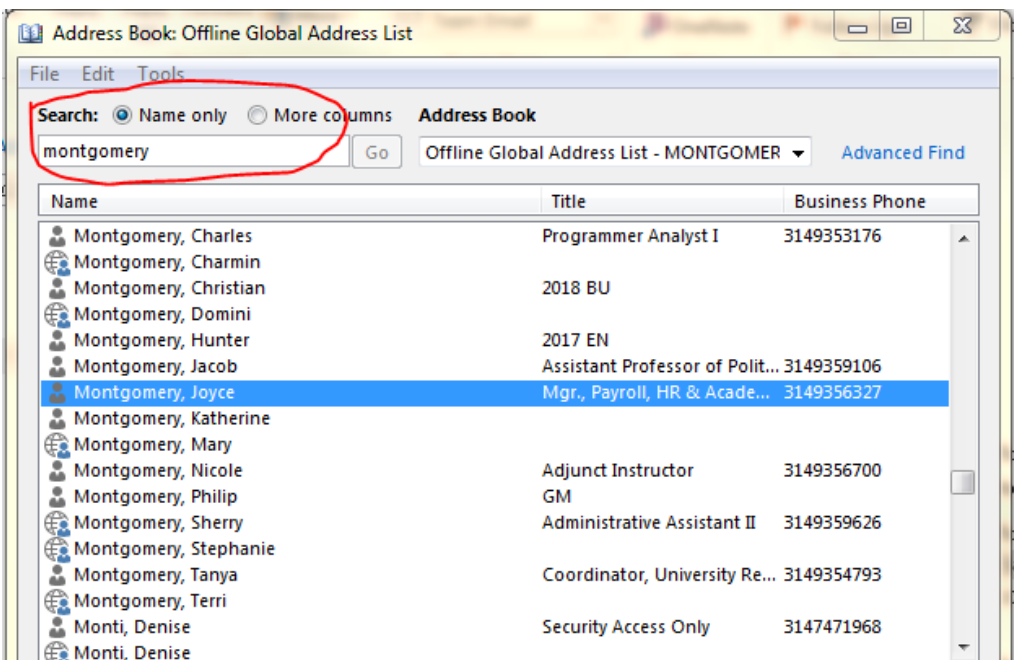 Address Book: Offline Global Address List
File Edit Tools
Search: Name only More columns Address Book
montgomery Go Offline Global Address List - MONTGOMER Advanced Find
Name Title Business Phone
Montgomery, Charles Programmer Analyst I 3149353176
Montgomery, Charmin
Montgomery, Christian 2018 BU
Montgomery, Domini
Montgomery, Hunter 2017 EN
Montgomery, Jacob Assistant Professor of Polit... 3149359106
Montgomery, Joyce Mgr., Payroll, HR & Acade... 3149356327
Montgomery, Katherine
Montgomery, Mary
Montgomery, Nicole Adjunct Instructor 3149356700
Montgomery, Philip GM
Montgomery, Sherry Administrative Assistant II 3149359626
Montgomery, Stephanie
Montgomery, Tanya Coordinator, University Re... 3149354793
Montgomery, Terri
Monti, Denise Security Access Only 3147471968
Monti, Denise